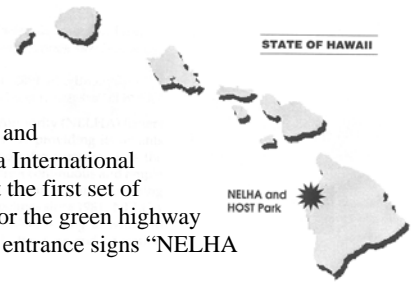 STATE OF HAWAII
and
a International
t the first set of
or the green highway
entrance signs “NELHA
NELHA and
HOST Park